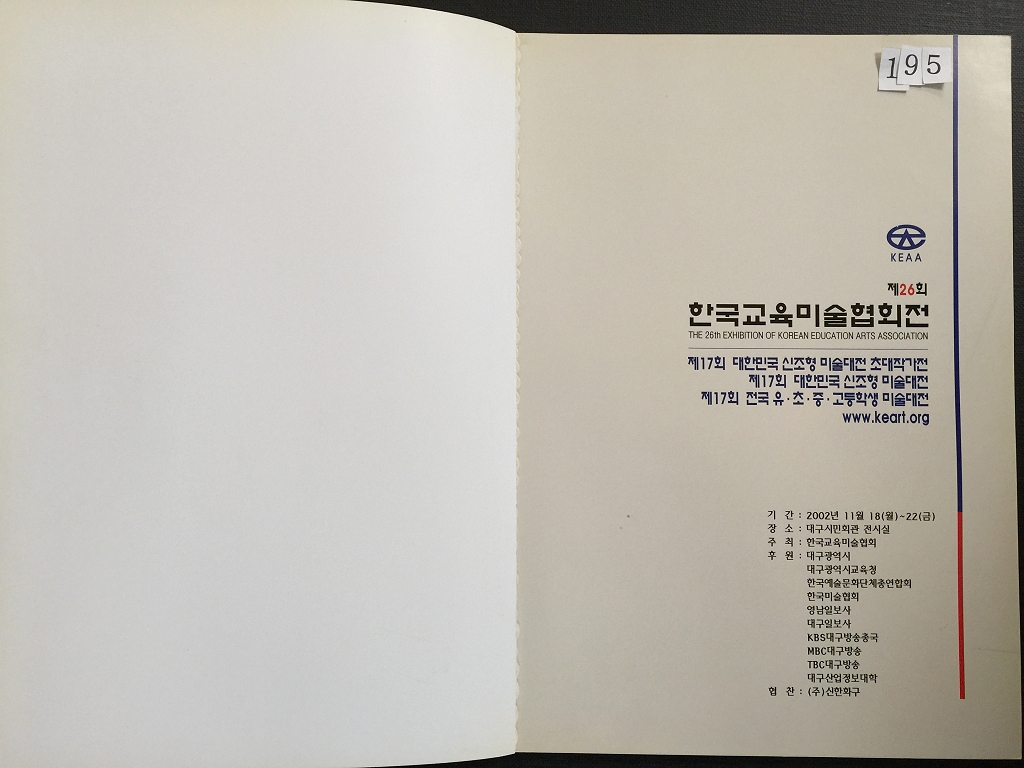 195
KEAA
제26회
한국교육미술협회전
THE 26th EXHIBITION OF KOREAN EDUCATION ARTS ASSOCIATION
제17회 대한민국 신조형 미술대전 초대작가전
제17회 대한민국 신조형 미술대전
제17회 전국 유·초·중·고등학생 미술대전
www.keart.org
기 간 : 2002년 11월 18(월)~22(금)
장 소 : 대구시민회관 전시실
주 최 : 한국교육미술협회
후 원 : 대구광역시
대구광역시교육청
한국예술문화단체총연합회
한국미술협회
영남일보사
대구일보사
KBS대구방송총국
MBC대구방송
TBC대구방송
대구산업정보대학
협 찬 : (주)신한화구